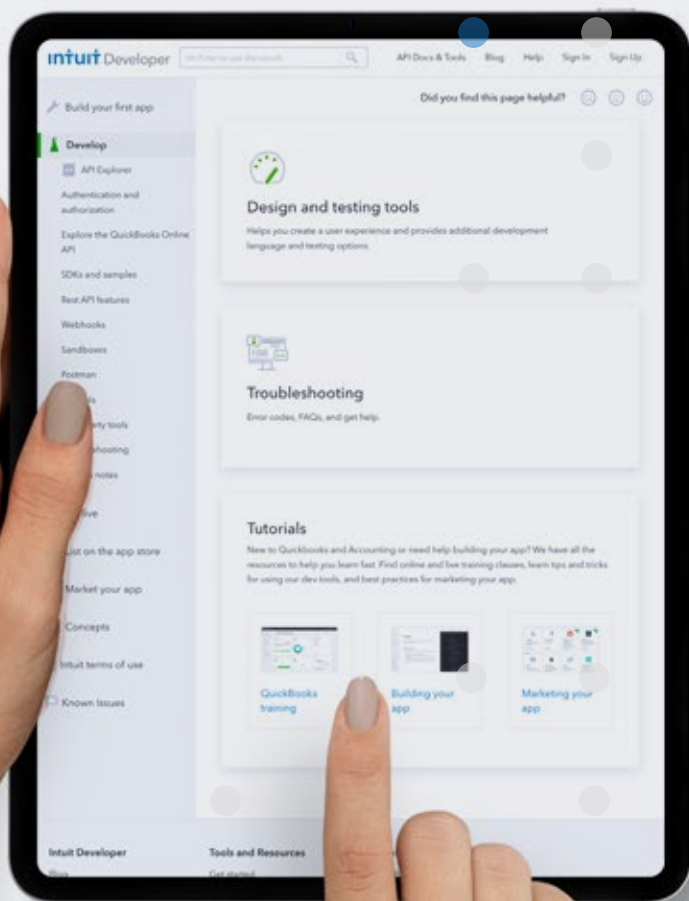 intuit Developer
API Docs & Tools Blog Help Sign In Sign Up
Did you find this page helpful?
Build your first app
Develop
API Explorer
Authentication and
authorization
Explore the QuickBooks Online
API
SDKs and samples
Rest API features
Webhooks
Sandboxes
Postman
tools
notes
List on the app store
Market your app
Concepts
Intuit terms of use
Known Issues
Design and testing tools
Helps you create a user experience and provides additional development
language and testing options.
Troubleshooting
Error codes, FAQs, and get help.
Tutorials
New to Quickbooks and Accounting or need help building your app? We have all the
resources to help you learn fast. Find online and live training classes, learn tips and tricks
for using our dev tools, and best practices for marketing your app.
QuickBooks
training
Building your
app
Marketing your
app
Intuit Developer
Blog
Tools and Resources
Get started